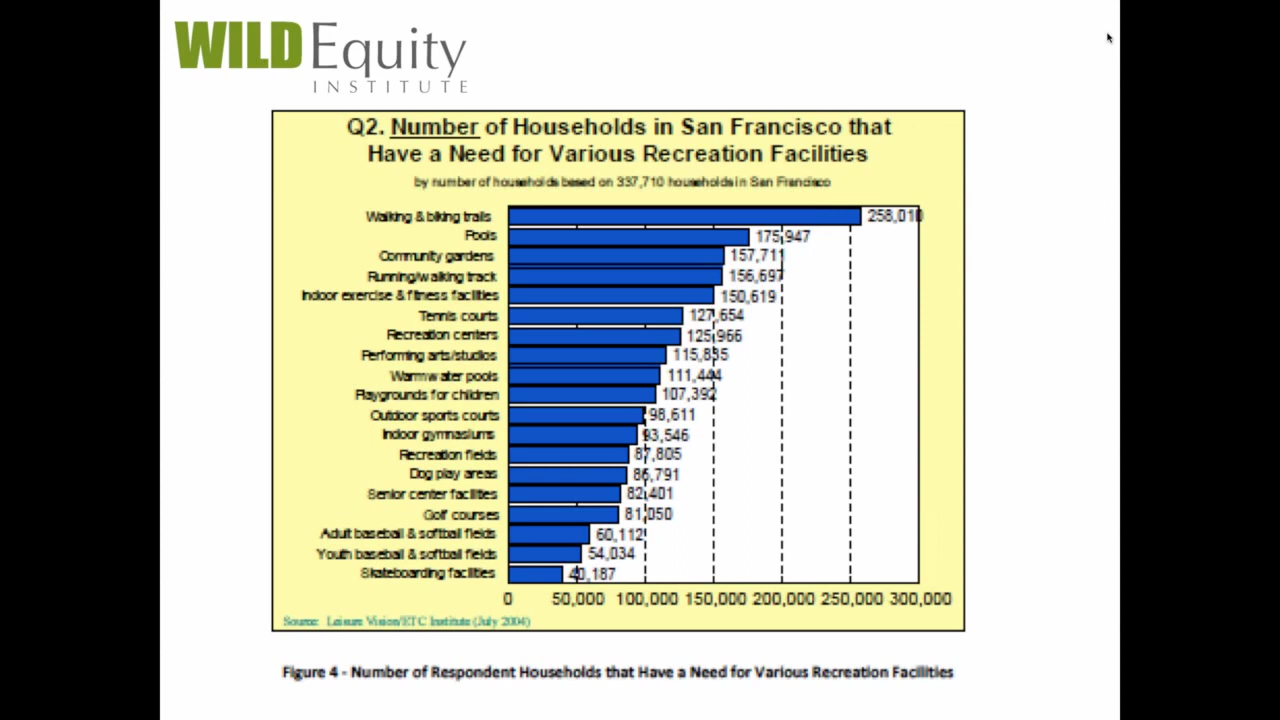 WILD Equity
INSTITUTE
Q2. Number of Households in San Francisco that
Have a Need for Various Recreation Facilities
by number of households based on 337,710 households in San Francisco
Walking & biking trails 258,010
Pools 175,947
Community gardens 157,711
Running/walking track 156,697
Indoor exercise & fitness facilities 150,619
Tennis courts 127,654
Recreation centers 125,966
Performing arts/studios 115,835
Warm water pools 111,444
Playgrounds for children 107,392
Outdoor sports courts 98,611
Indoor gymnasiums 93,546
Recreation fields 87,805
Dog play areas 86,791
Senior center facilities 82,401
Golf courses 81,050
Adult baseball & softball fields 60,112
Youth baseball & softball fields 54,034
Skateboarding facilities 40,187
0 50,000 100,000 150,000 200,000 250,000 300,000
Source: Leisure Vision/ETC Institute (July 2004)
Figure 4 - Number of Respondent Households that Have a Need for Various Recreation Facilities